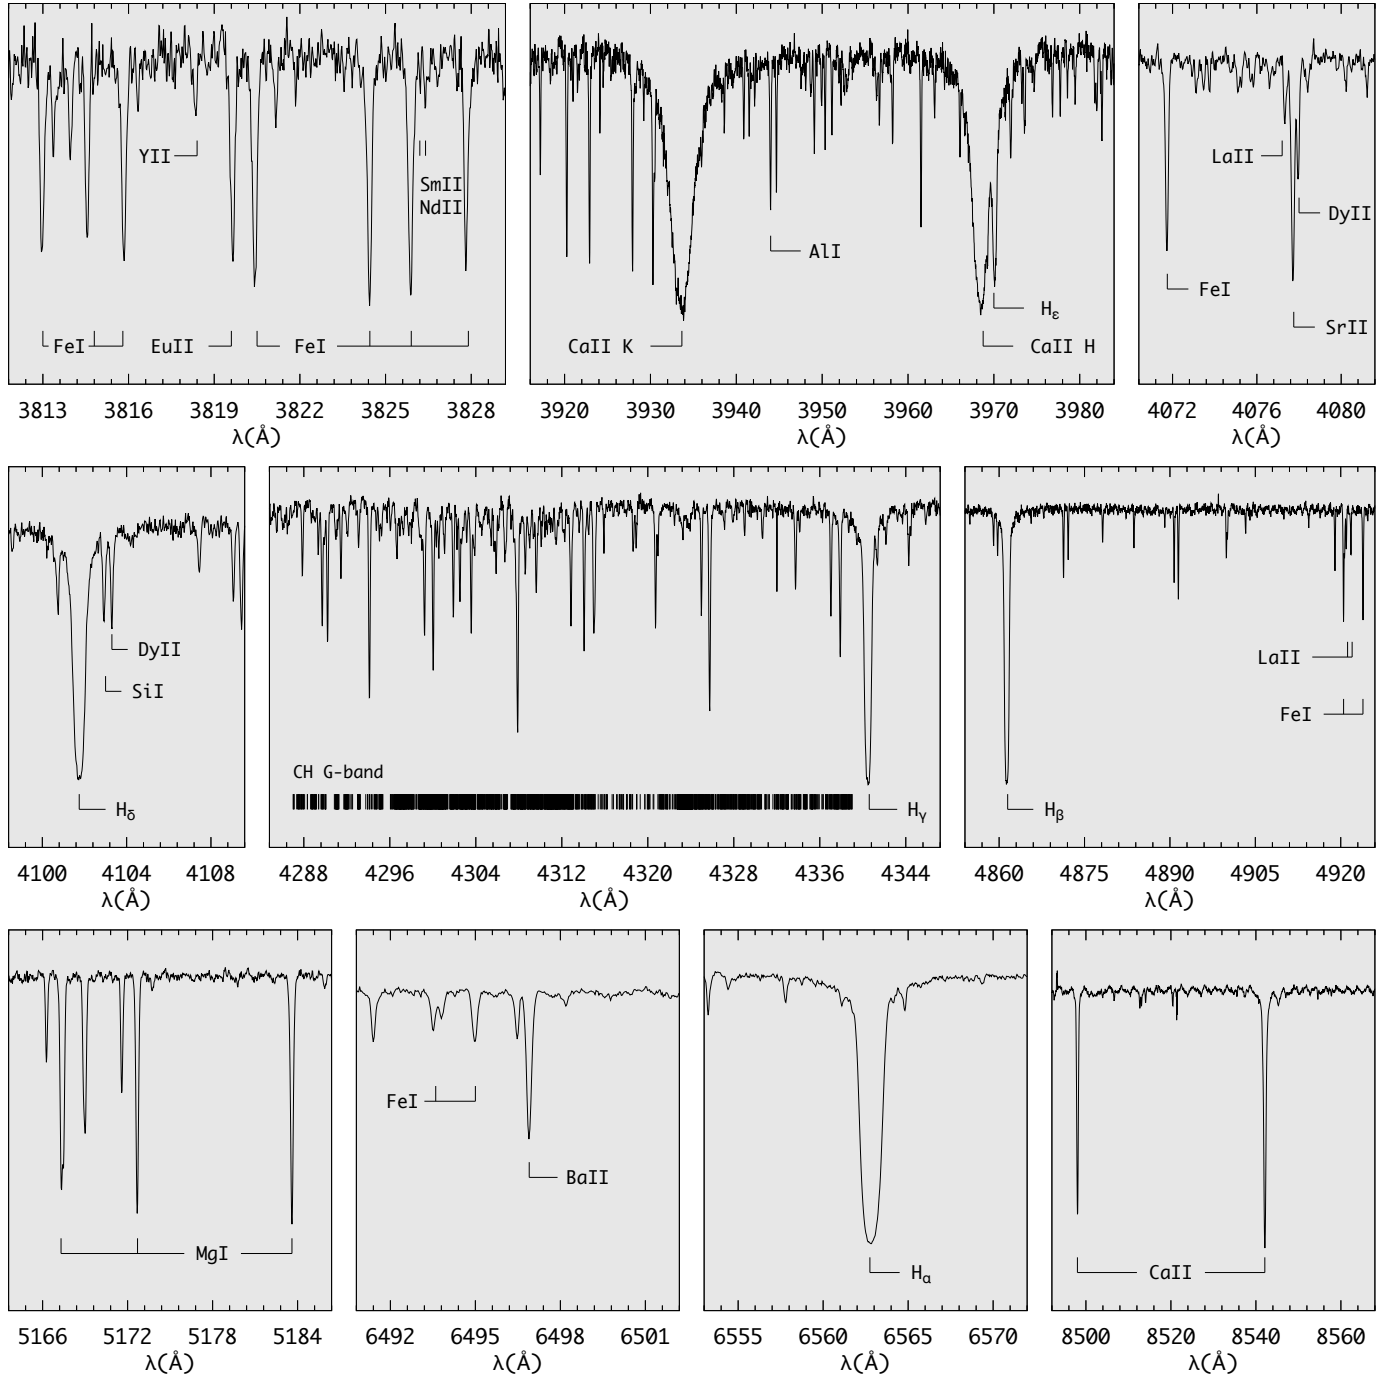 YII
SmII
NdII
FeI
EuII
FeI
3813 3816 3819 3822 3825 3828
λ(Å)
AlI
Hε
CaII K
CaII H
3920 3930 3940 3950 3960 3970 3980
λ(Å)
LaII
DyII
FeI
SrII
4072 4076 4080
λ(Å)
DyII
SiI
Hδ
4100 4104 4108
λ(Å)
CH G-band
Hγ
4288 4296 4304 4312 4320 4328 4336 4344
λ(Å)
LaII
FeI
Hβ
4860 4875 4890 4905 4920
λ(Å)
MgI
5166 5172 5178 5184
λ(Å)
FeI
BaII
6492 6495 6498 6501
λ(Å)
Hα
6555 6560 6565 6570
λ(Å)
CaII
8500 8520 8540 8560
λ(Å)